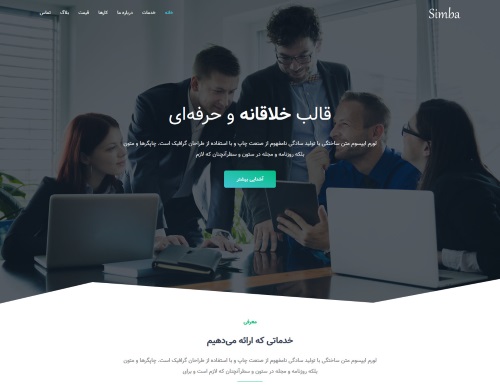 Simba
خانه خدمات درباره ما کارها قیمت بلاگ تماس
قالب خلاقانه و حرفه‌ای
لورم ایپسوم متن ساختگی با تولید سادگی نامفهوم از صنعت چاپ و با استفاده از طراحان گرافیک است. چاپگرها و متون
بلکه روزنامه و مجله در ستون و سطرآنچنان که لازم
آشنایی بیشتر
معرفی
خدماتی که ارائه می‌دهیم
لورم ایپسوم متن ساختگی با تولید سادگی نامفهوم از صنعت چاپ و با استفاده از طراحان گرافیک است. چاپگرها و متون
بلکه روزنامه و مجله در ستون و سطرآنچنان که لازم است و برای